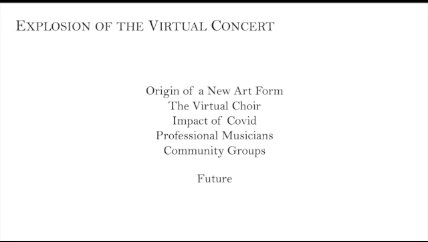 Explosion of the Virtual Concert
Origin of a New Art Form
The Virtual Choir
Impact of Covid
Professional Musicians
Community Groups
Future